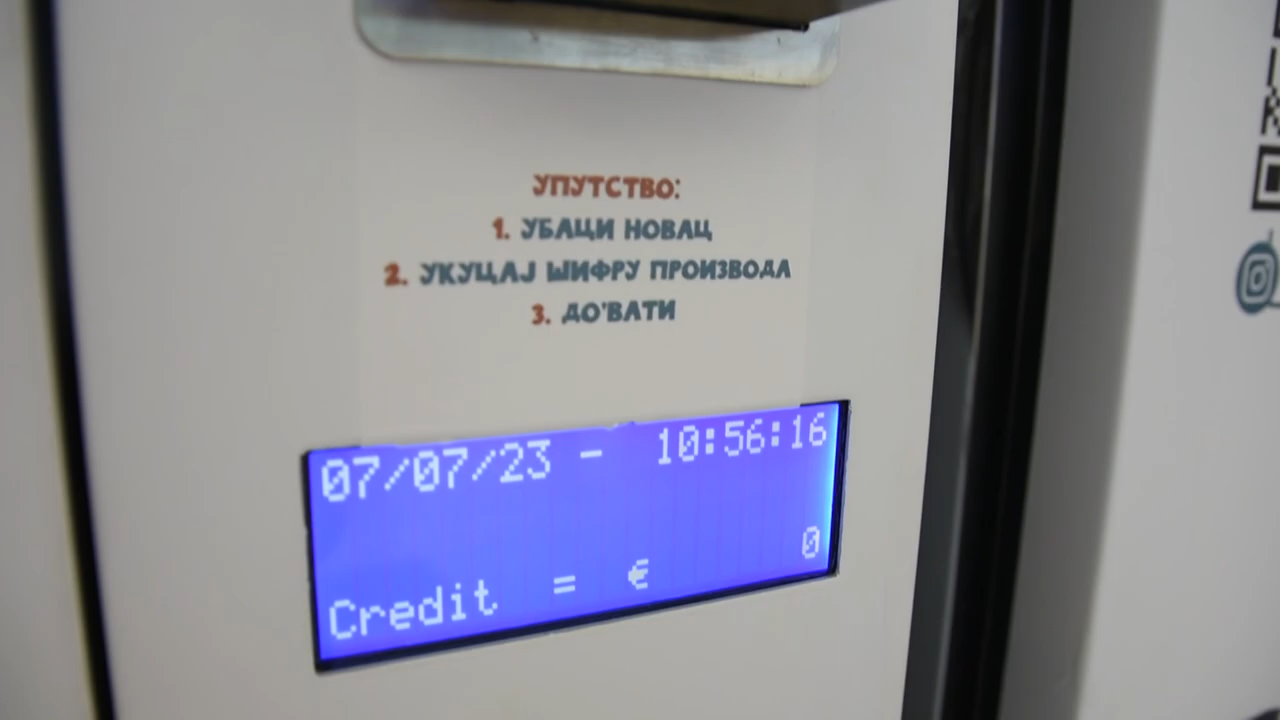 УПУТСТВО:
1. УБАЦИ НОВАЦ
2. УКУЦАЈ ШИФРУ ПРОИЗВОДА
3. ДО'ВАТИ
07/07/23 - 10:56:16
0
Credit = €